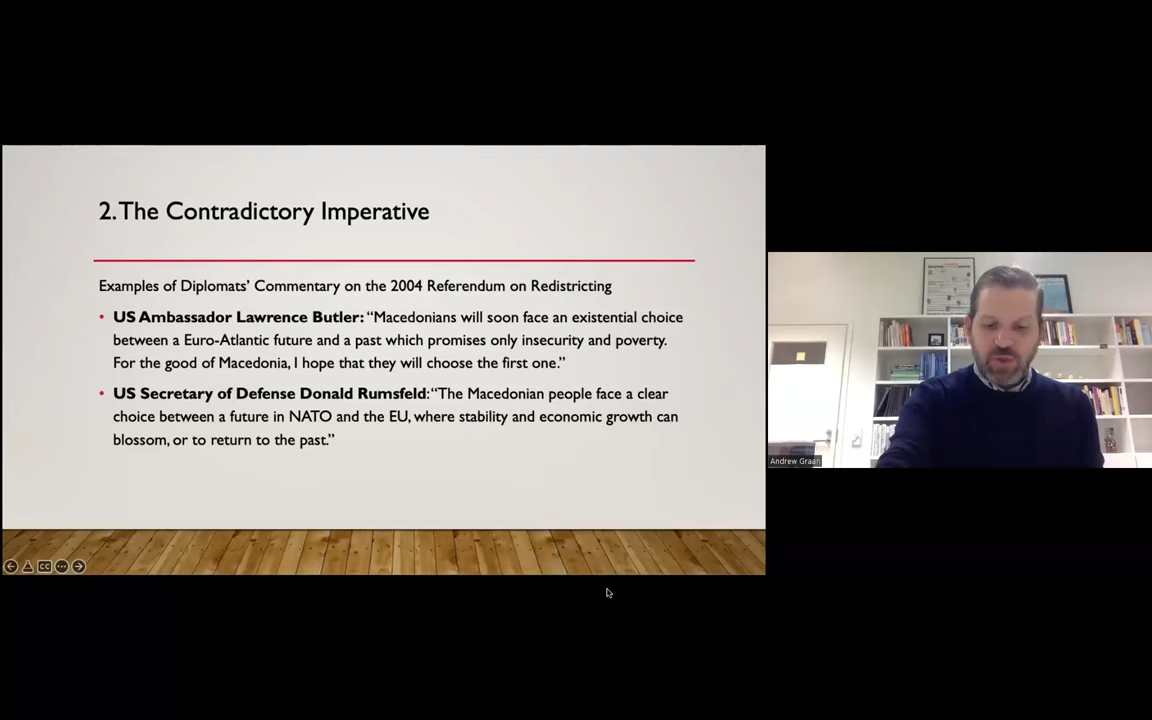 2. The Contradictory Imperative
Examples of Diplomats’ Commentary on the 2004 Referendum on Redistricting
• US Ambassador Lawrence Butler: “Macedonians will soon face an existential choice
between a Euro-Atlantic future and a past which promises only insecurity and poverty.
For the good of Macedonia, I hope that they will choose the first one.”
• US Secretary of Defense Donald Rumsfeld: “The Macedonian people face a clear
choice between a future in NATO and the EU, where stability and economic growth can
blossom, or to return to the past.”
CC
Andrew Graan